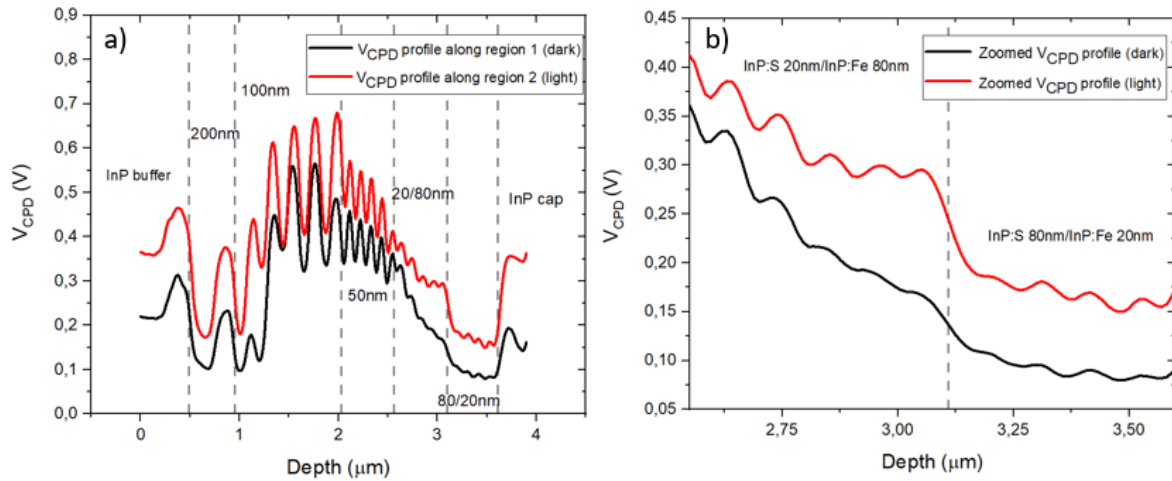 a)
V_CPD profile along region 1 (dark)
V_CPD profile along region 2 (light)
100nm
200nm
InP buffer
20/80nm
InP cap
50nm
80/20nm
0,9
0,8
0,7
0,6
0,5
0,4
0,3
0,2
0,1
0,0
V_CPD (V)
0 1 2 3 4
Depth (μm)
b)
Zoomed V_CPD profile (dark)
Zoomed V_CPD profile (light)
InP:S 20nm/InP:Fe 80nm
InP:S 80nm/InP:Fe 20nm
0,45
0,40
0,35
0,30
0,25
0,20
0,15
0,10
0,05
V_CPD (V)
2,75 3,00 3,25 3,50
Depth (μm)